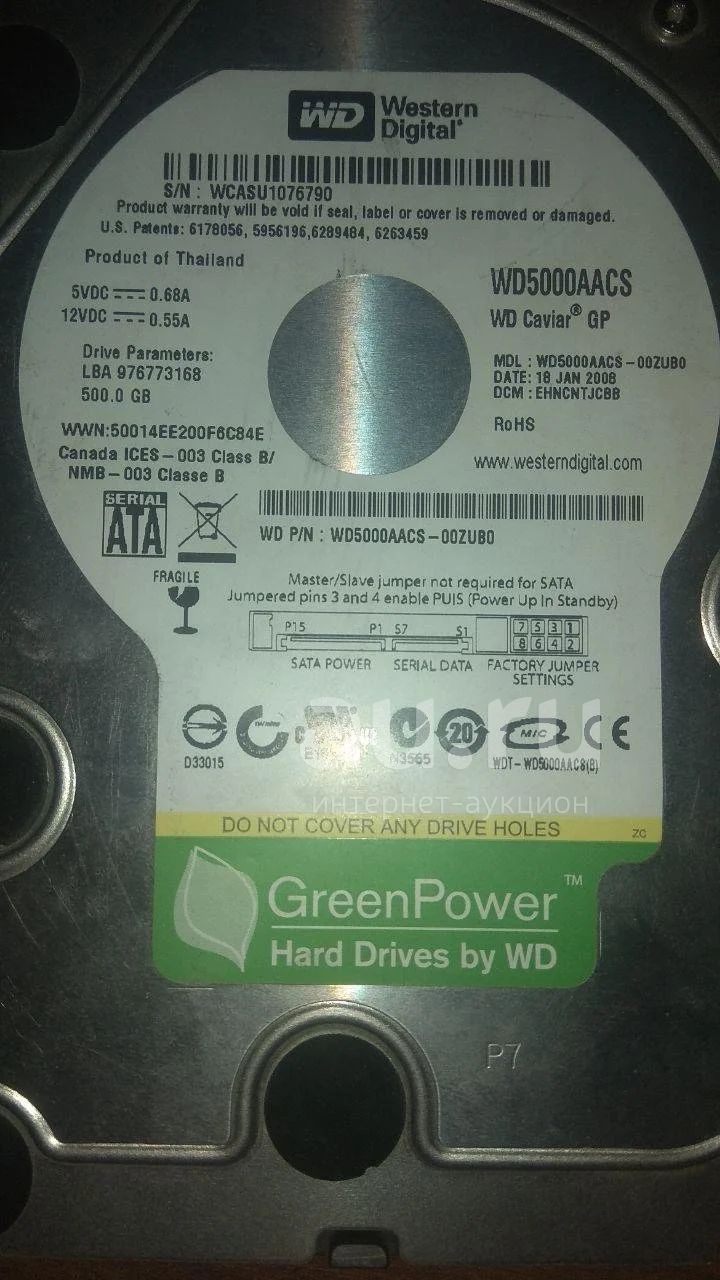 WD Western Digital®
S/N : WCASU1076790
Product warranty will be void if seal, label or cover is removed or damaged.
U.S. Patents: 6178056, 5956196,6289484, 6263459
Product of Thailand
5VDC 0.68A
12VDC 0.55A
Drive Parameters:
LBA 976773168
500.0 GB
WWN:50014EE200F6C84E
Canada ICES-003 Class B/
NMB-003 Classe B
WD5000AACS
WD Caviar® GP
MDL : WD5000AACS-00ZUB0
DATE: 18 JAN 2008
DCM : EHNCNTJCBB
RoHS
www.westerndigital.com
SERIAL
ATA
WD P/N : WD5000AACS-00ZUB0
FRAGILE
Master/Slave jumper not required for SATA
Jumpered pins 3 and 4 enable PUIS (Power Up In Standby)
P15 P1 S7 S1 7 5 3 1
8 6 4 2
SATA POWER SERIAL DATA FACTORY JUMPER
SETTINGS
20 MIC CE
D33015 N3565 WDT-WD5000AACS(B)
au.ru
интернет-аукцион
DO NOT COVER ANY DRIVE HOLES ZC
GreenPower™
Hard Drives by WD
P7